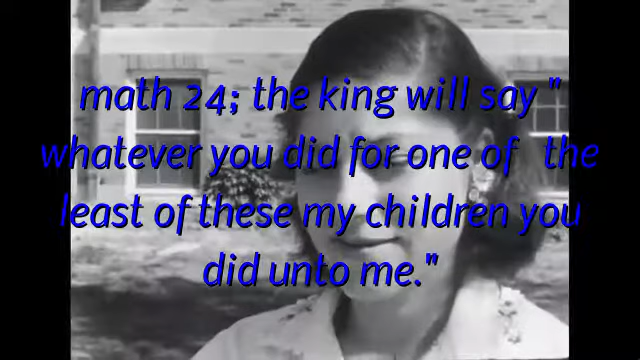 math 24; the king will say "
whatever you did for one of the
least of these my children you
did unto me."